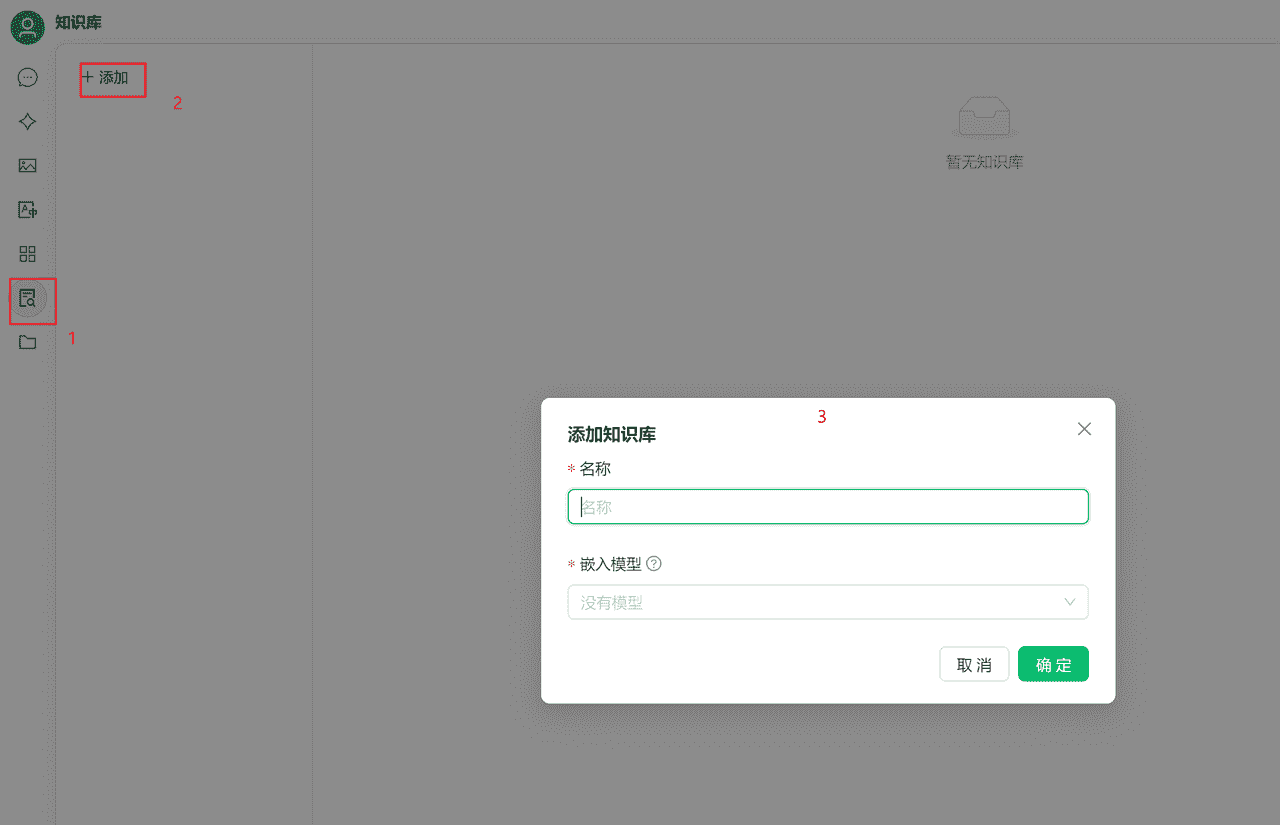 知识库
+ 添加
2
暂无知识库
1
3
添加知识库
* 名称
名称
* 嵌入模型 ?
没有模型
取 消
确 定